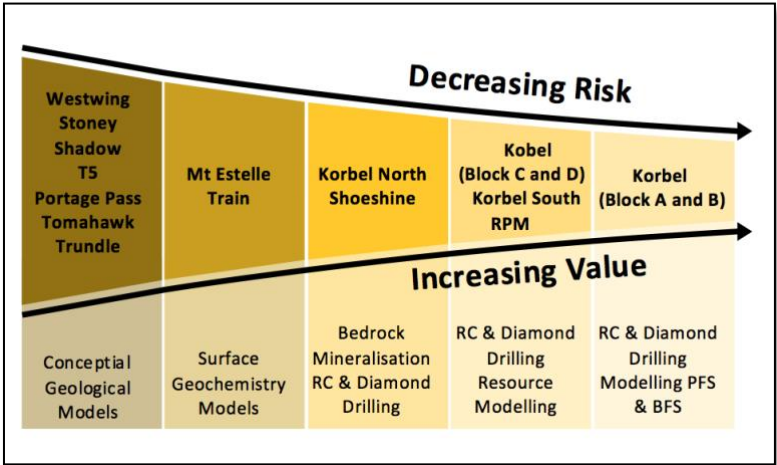 Decreasing Risk
Westwing
Stoney
Shadow
T5
Portage Pass
Tomahawk
Trundle
Mt Estelle
Train
Korbel North
Shoeshine
Kobel
(Block C and D)
Korbel South
RPM
Korbel
(Block A and B)
Increasing Value
Conceptial
Geological
Models
Surface
Geochemistry
Models
Bedrock
Mineralisation
RC & Diamond
Drilling
RC & Diamond
Drilling
Resource
Modelling
RC & Diamond
Drilling
Modelling PFS
& BFS